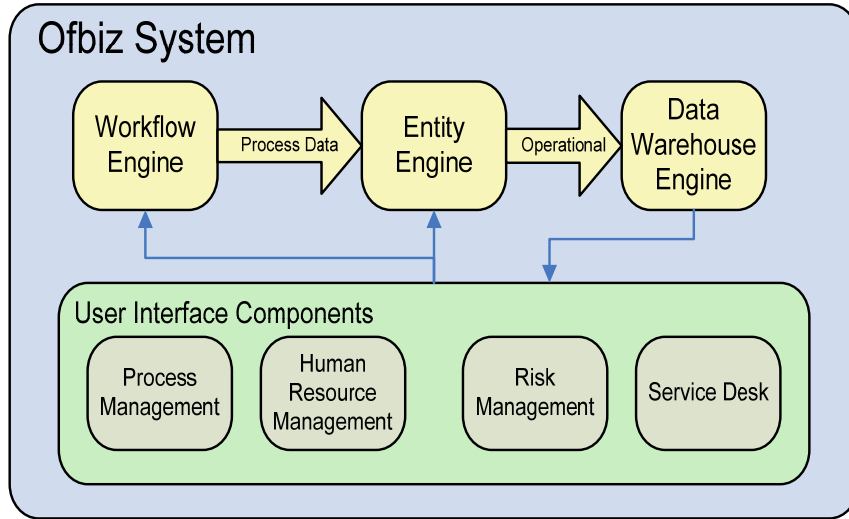 Ofbiz System
Workflow
Engine
Process Data
Entity
Engine
Operational
Data
Warehouse
Engine
User Interface Components
Process
Management
Human
Resource
Management
Risk
Management
Service Desk